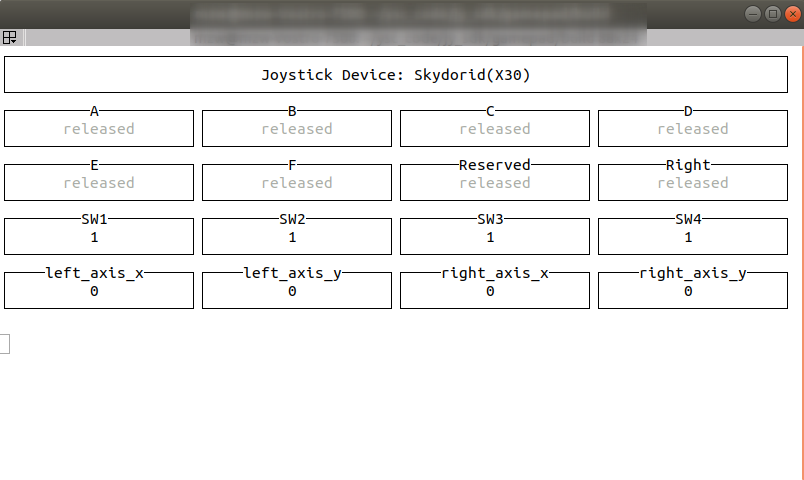 Joystick Device: Skydorid(X30)
A B C D
released released released released
E F Reserved Right
released released released released
SW1 SW2 SW3 SW4
1 1 1 1
left_axis_x left_axis_y right_axis_x right_axis_y
0 0 0 0